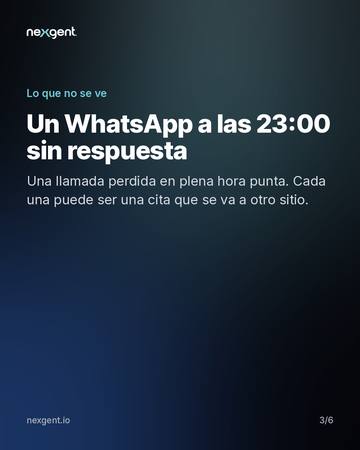 nexgent.
Lo que no se ve
Un WhatsApp a las 23:00
sin respuesta
Una llamada perdida en plena hora punta. Cada
una puede ser una cita que se va a otro sitio.
nexgent.io
3/6